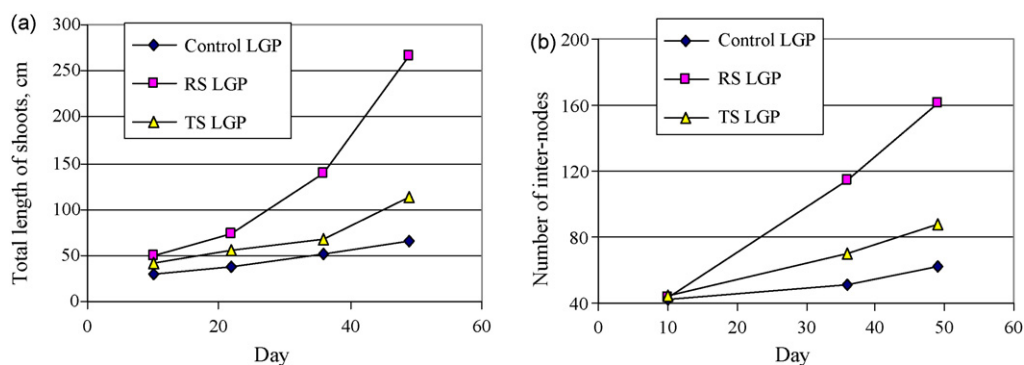 (a)
Total length of shoots, cm
300
250
200
150
100
50
0
Control LGP
RS LGP
TS LGP
0 20 40 60
Day
(b)
Number of inter-nodes
200
160
120
80
40
Control LGP
RS LGP
TS LGP
0 10 20 30 40 50 60
Day